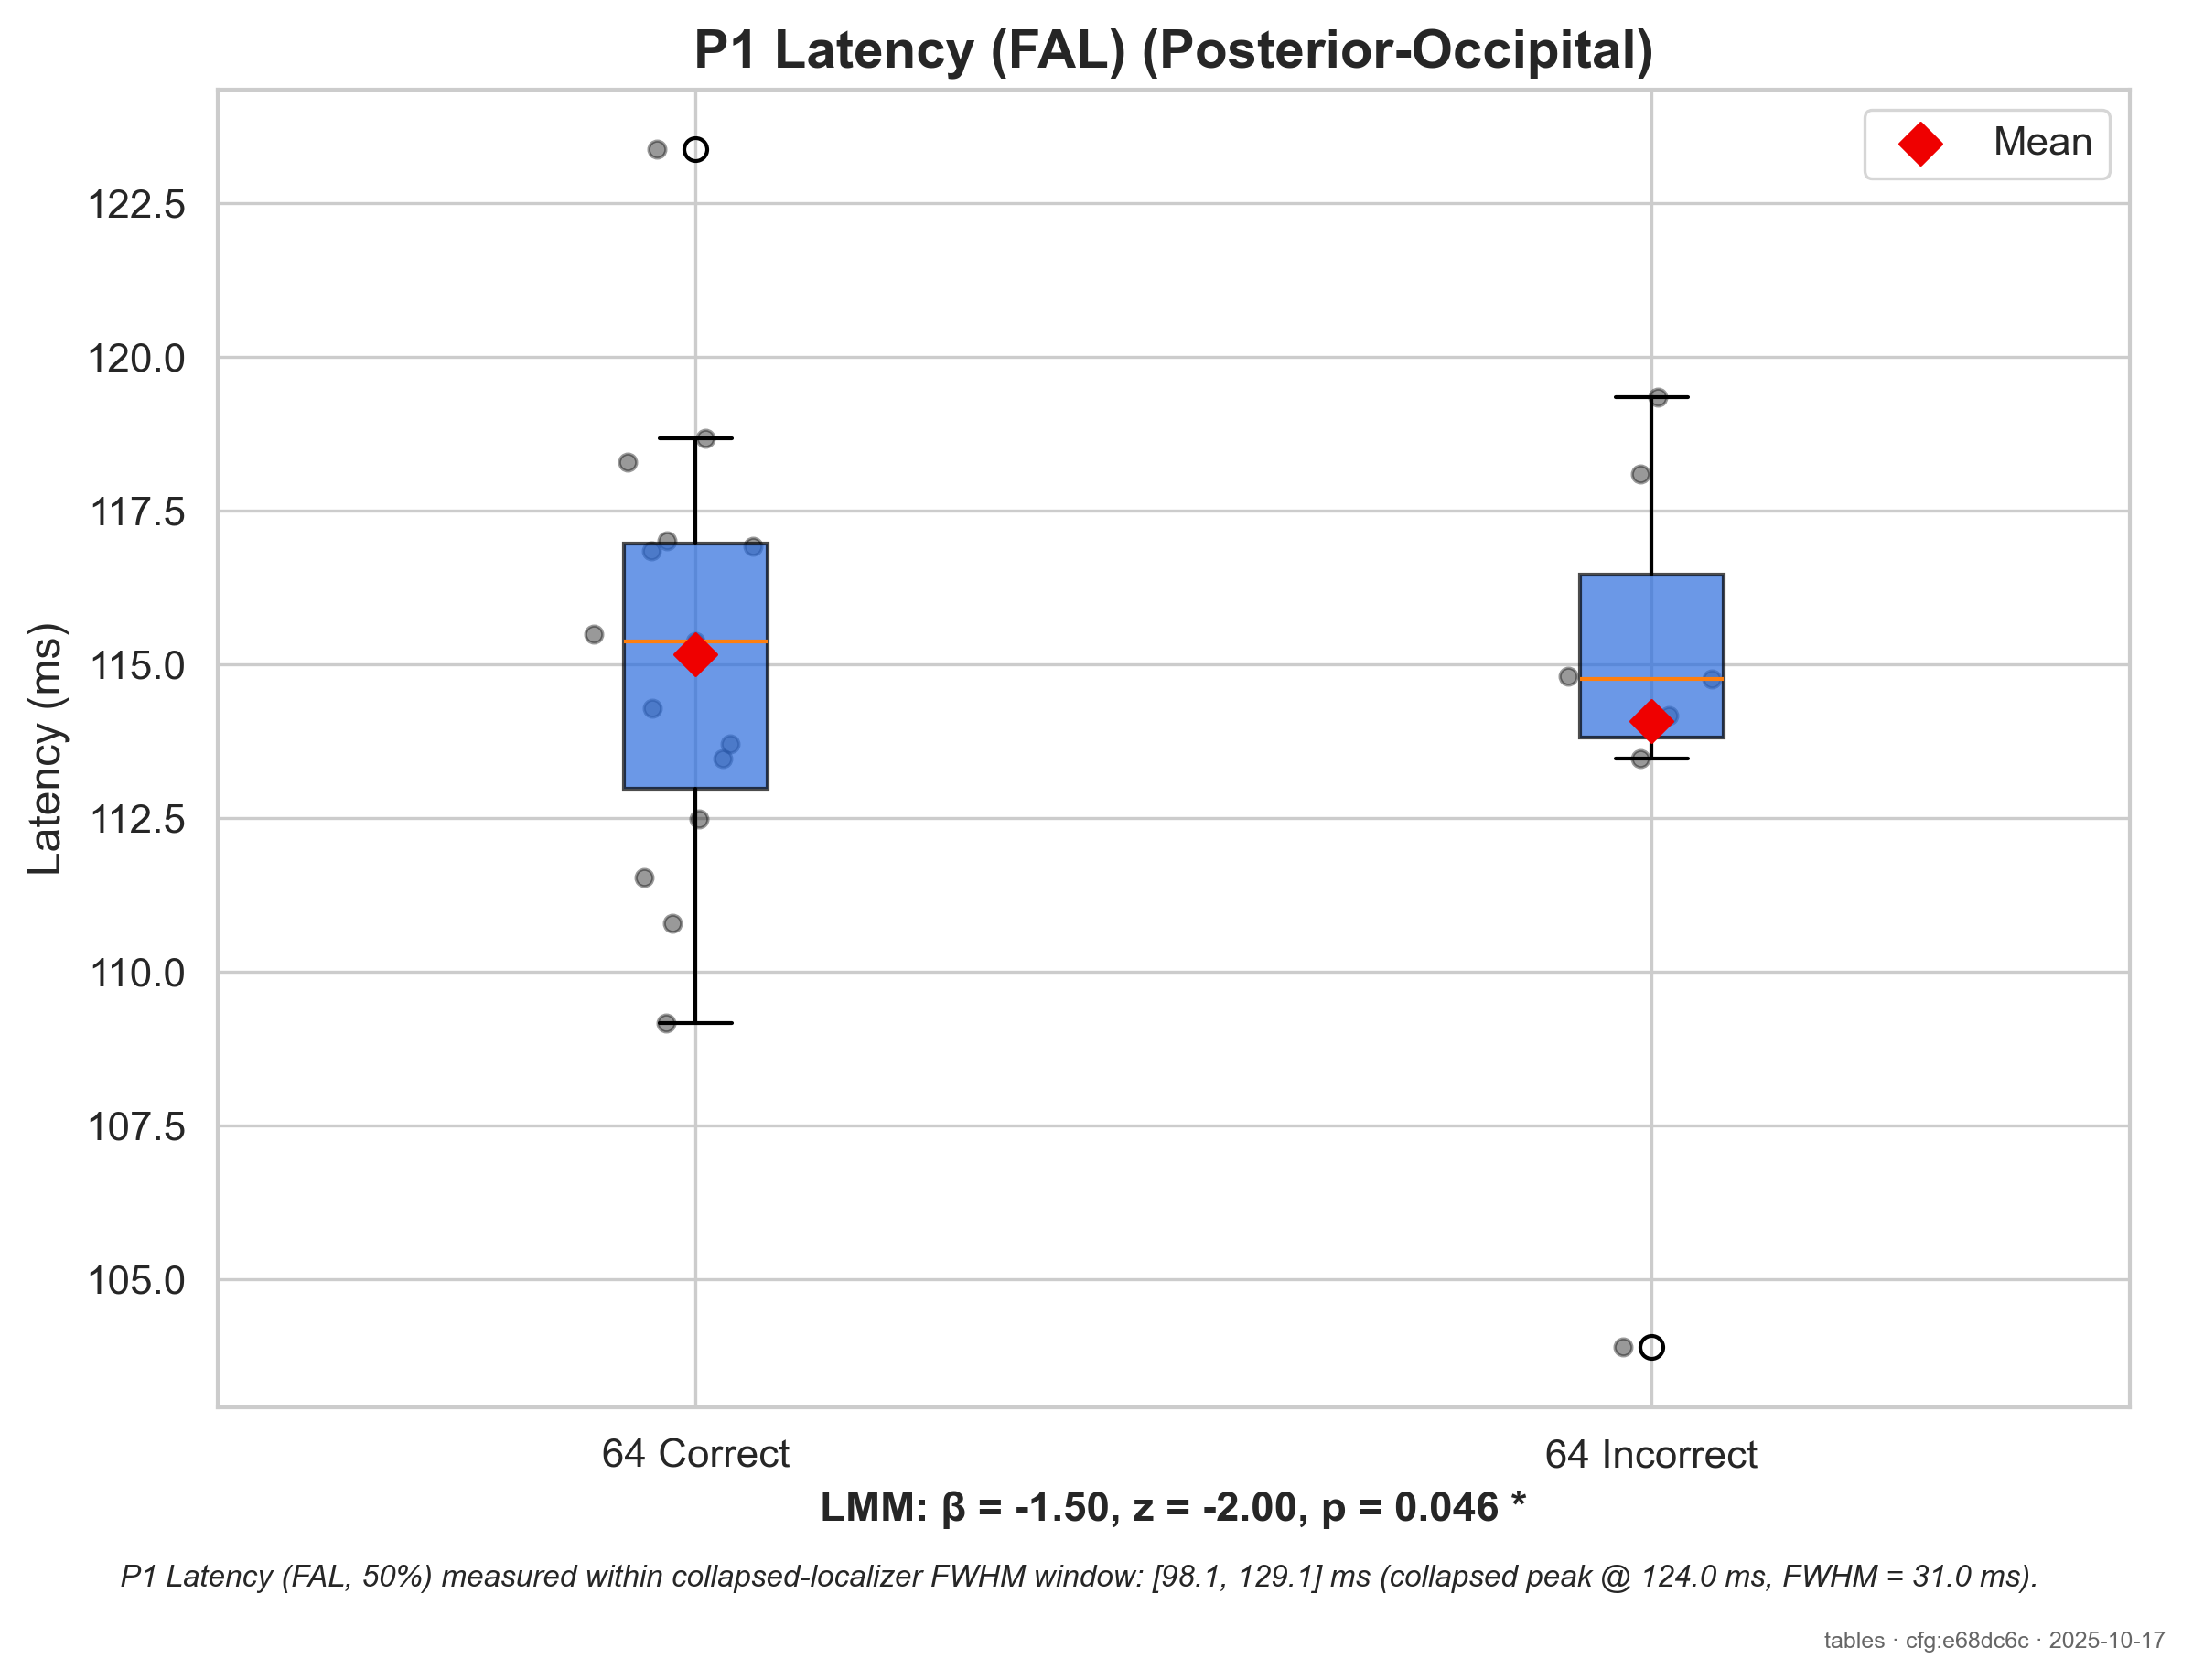 P1 Latency (FAL) (Posterior-Occipital)
Mean
122.5
120.0
117.5
115.0
112.5
110.0
107.5
105.0
Latency (ms)
64 Correct
64 Incorrect
LMM: β = -1.50, z = -2.00, p = 0.046 *
P1 Latency (FAL, 50%) measured within collapsed-localizer FWHM window: [98.1, 129.1] ms (collapsed peak @ 124.0 ms, FWHM = 31.0 ms).
tables · cfg:e68dc6c · 2025-10-17